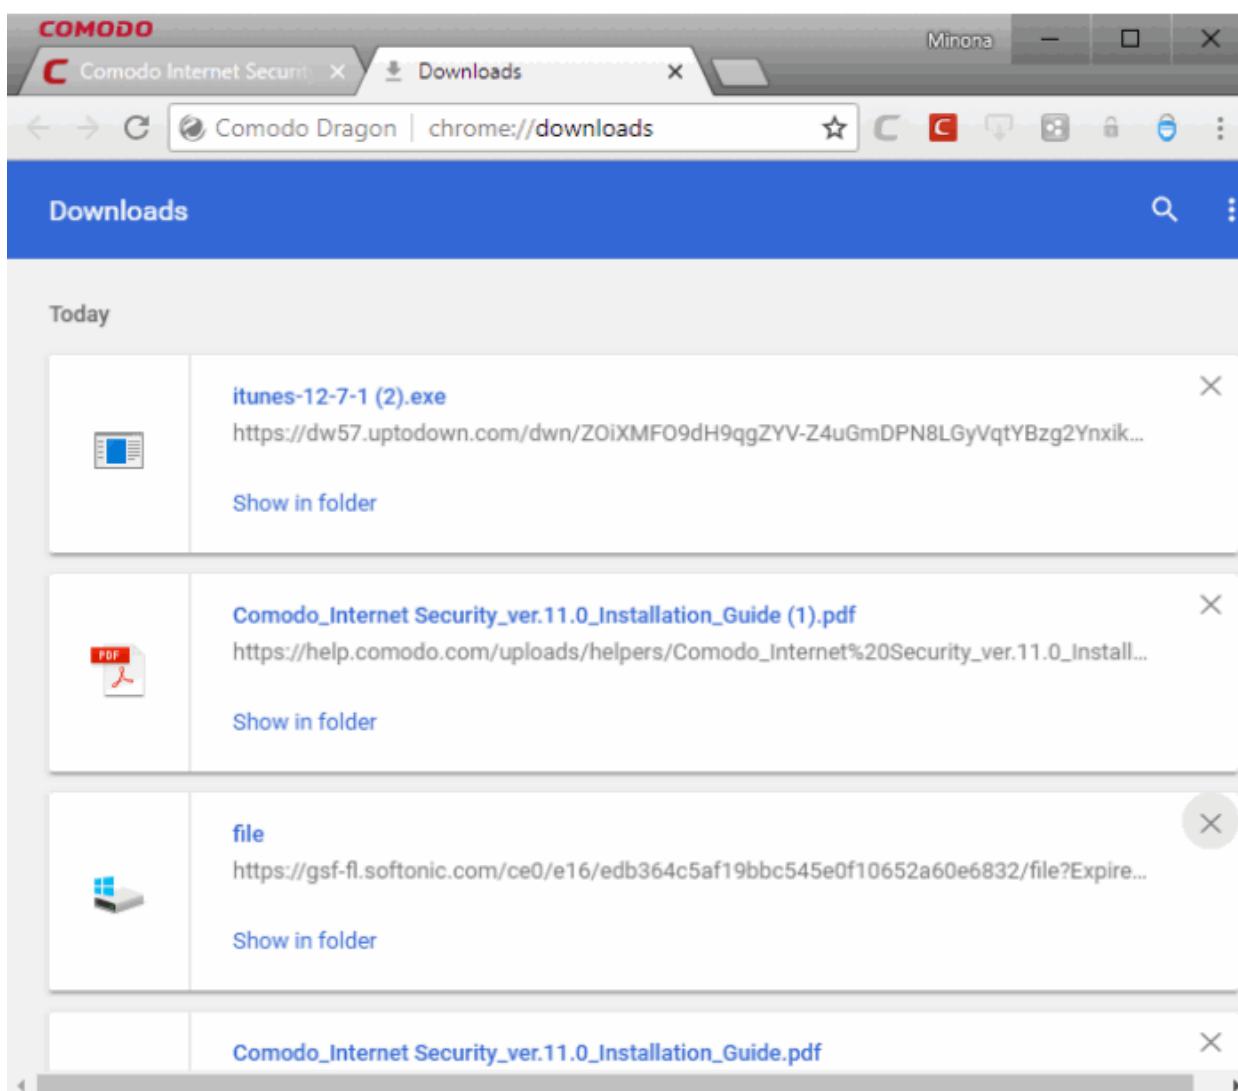 COMODO
Minona
Comodo Internet Securit
Downloads
Comodo Dragon | chrome://downloads
Downloads
Today
itunes-12-7-1 (2).exe
https://dw57.uptodown.com/dwn/ZOiXMFO9dH9qgZYV-Z4uGmDPN8LGyVqtYBzg2Ynxik...
Show in folder
PDF
Comodo_Internet Security_ver.11.0_Installation_Guide (1).pdf
https://help.comodo.com/uploads/helpers/Comodo_Internet%20Security_ver.11.0_Install...
Show in folder
file
https://gsf-fl.softonic.com/ce0/e16/edb364c5af19bbc545e0f10652a60e6832/file?Expire...
Show in folder
Comodo_Internet Security_ver.11.0_Installation_Guide.pdf